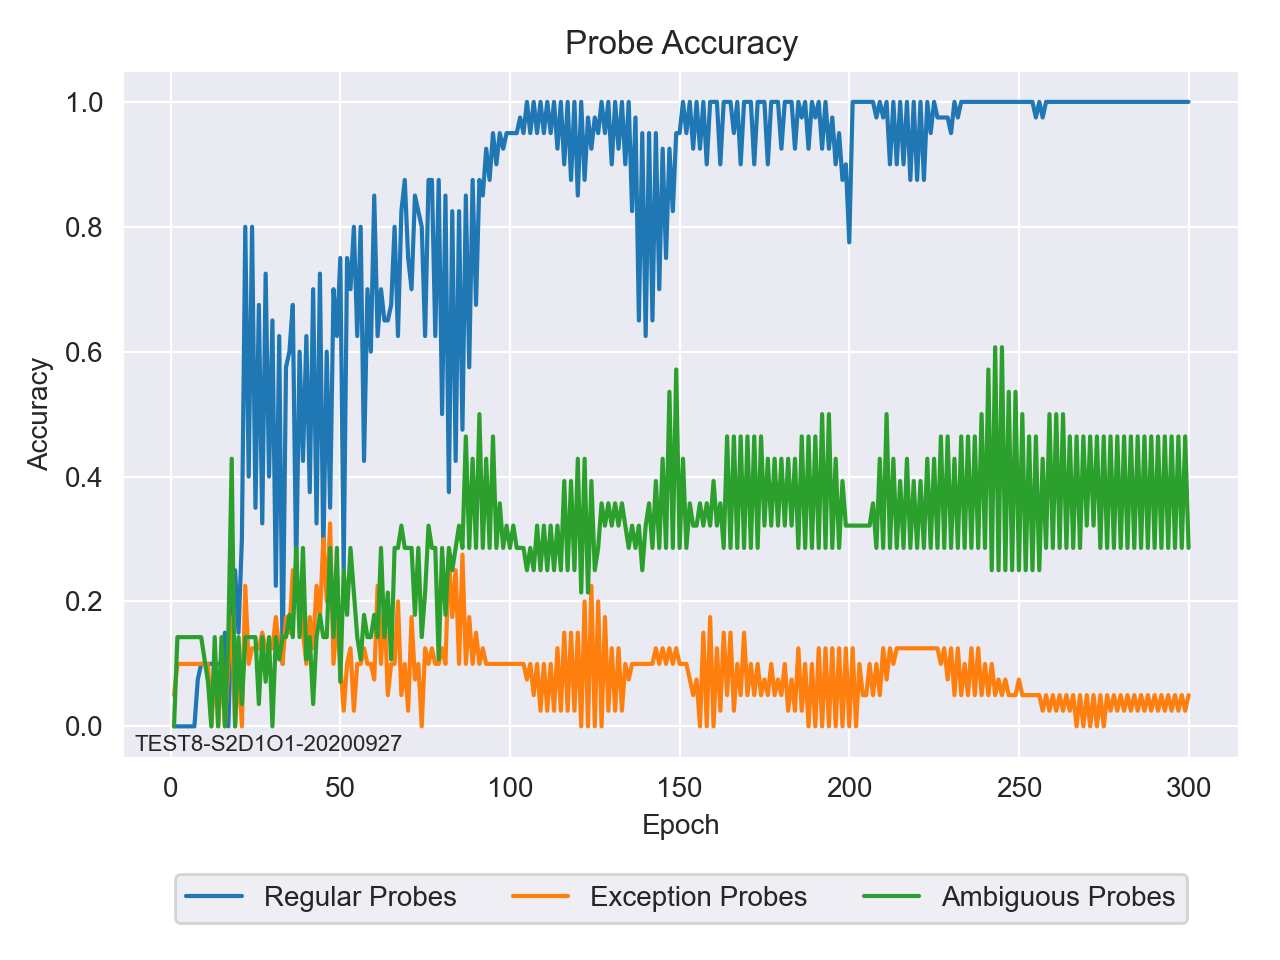 Probe Accuracy
1.0
0.8
0.6
0.4
0.2
0.0
Accuracy
TEST8-S2D1O1-20200927
0 50 100 150 200 250 300
Epoch
Regular Probes Exception Probes Ambiguous Probes